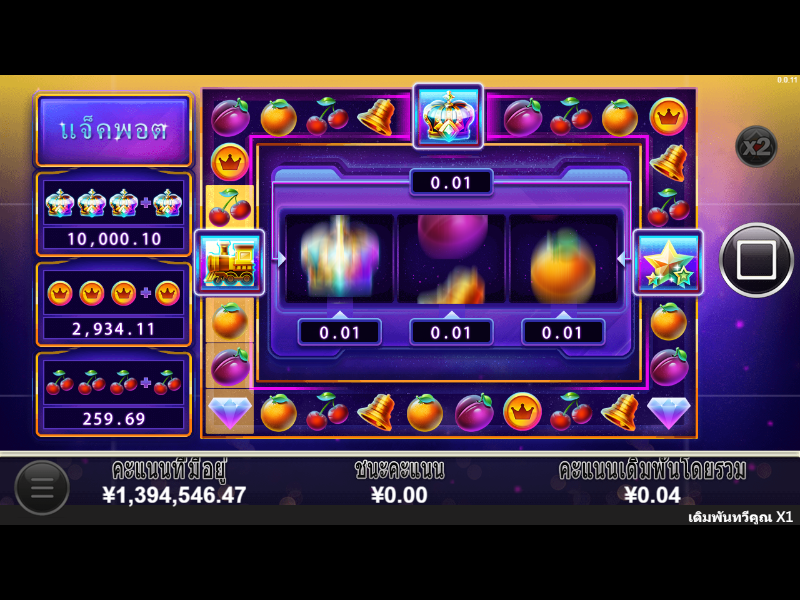 0.0.11
แจ็คพอต
x2
0.01
10,000.10
2,934.11
0.01
0.01
0.01
259.69
คะแนนที่มีอยู่
ชนะคะแนน
คะแนนเดิมพันโดยรวม
¥1,394,546.47
¥0.00
¥0.04
เดิมพันทวีคูณ X1